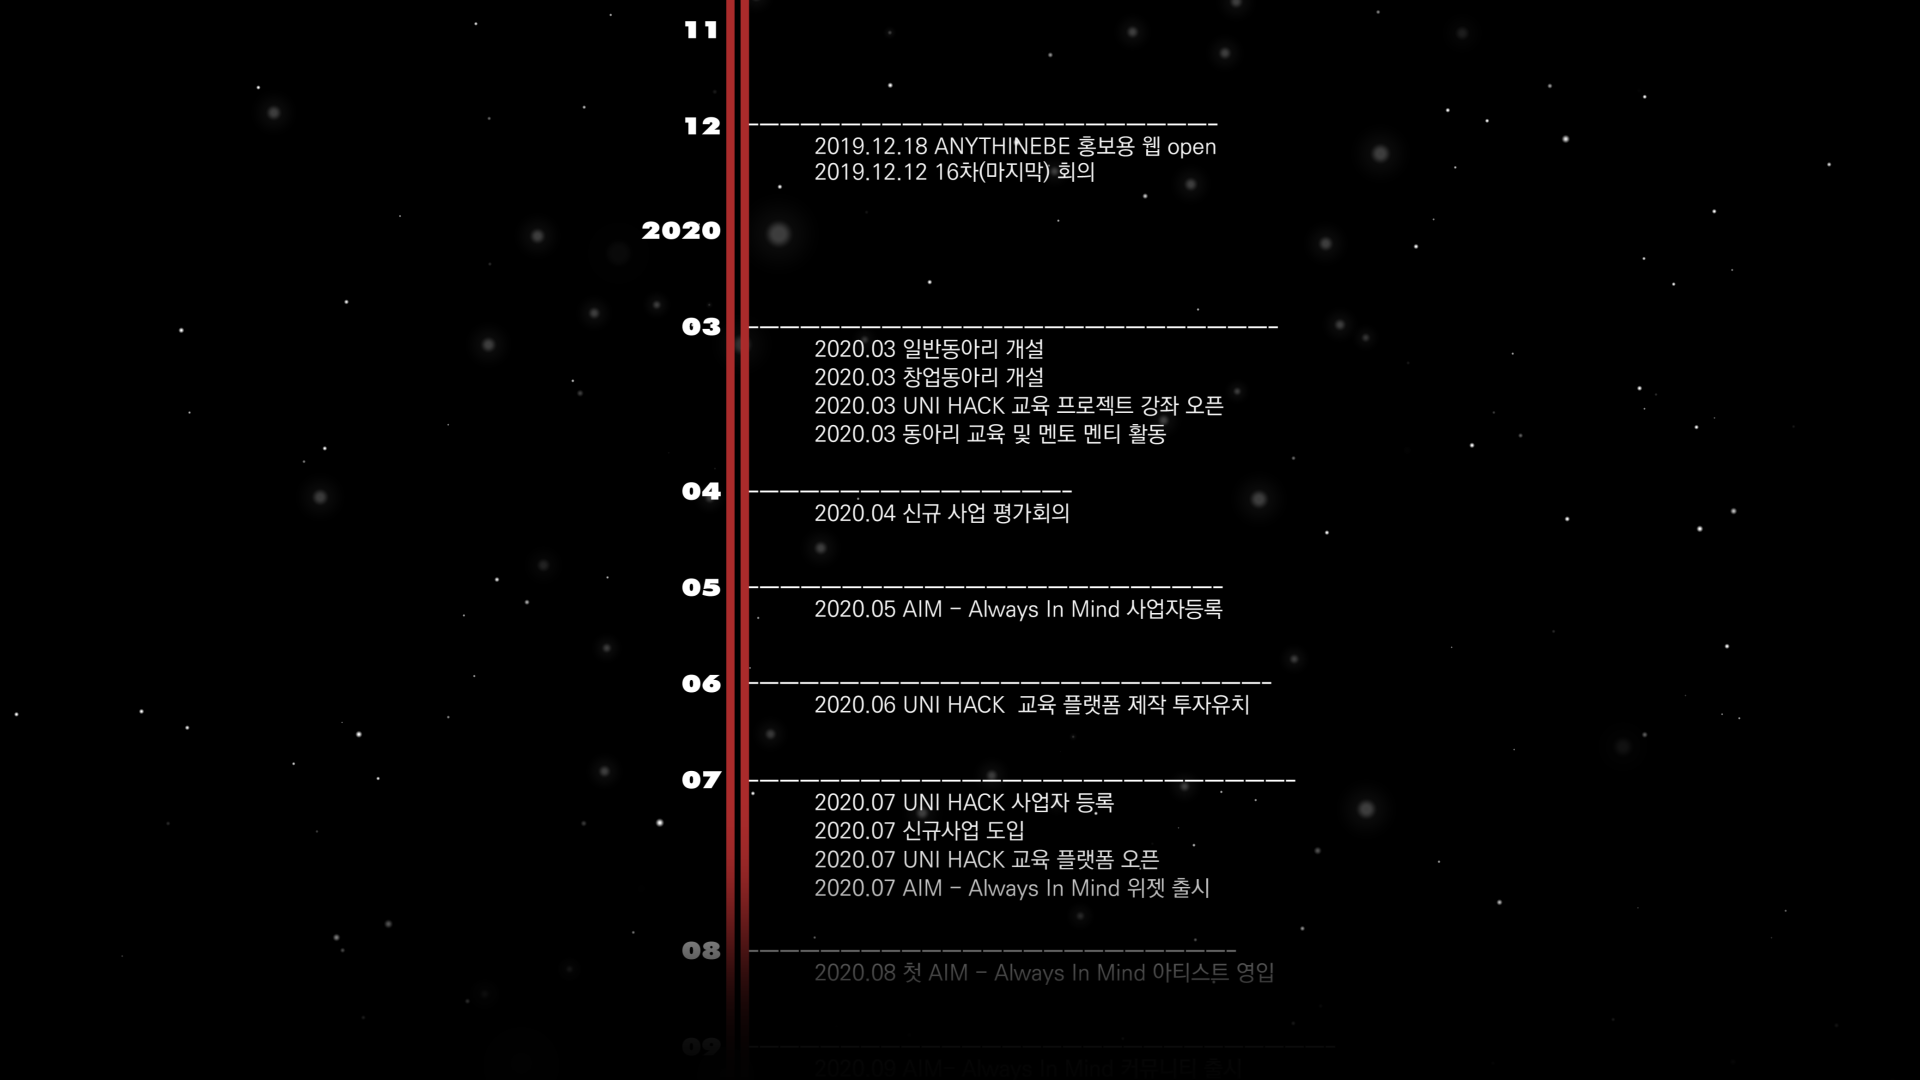 11
12
2019.12.18 ANYTHINEBE 홍보용 웹 open
2019.12.12 16차(마지막) 회의
2020
03
2020.03 일반동아리 개설
2020.03 창업동아리 개설
2020.03 UNI HACK 교육 프로젝트 강좌 오픈
2020.03 동아리 교육 및 멘토 멘티 활동
04
2020.04 신규 사업 평가회의
05
2020.05 AIM - Always In Mind 사업자등록
06
2020.06 UNI HACK  교육 플랫폼 제작 투자유치
07
2020.07 UNI HACK 사업자 등록
2020.07 신규사업 도입
2020.07 UNI HACK 교육 플랫폼 오픈
2020.07 AIM - Always In Mind 위젯 출시
08
2020.08 첫 AIM - Always In Mind 아티스트 영입
09
2020.09 AIM- Always In Mind 커뮤니티 출시